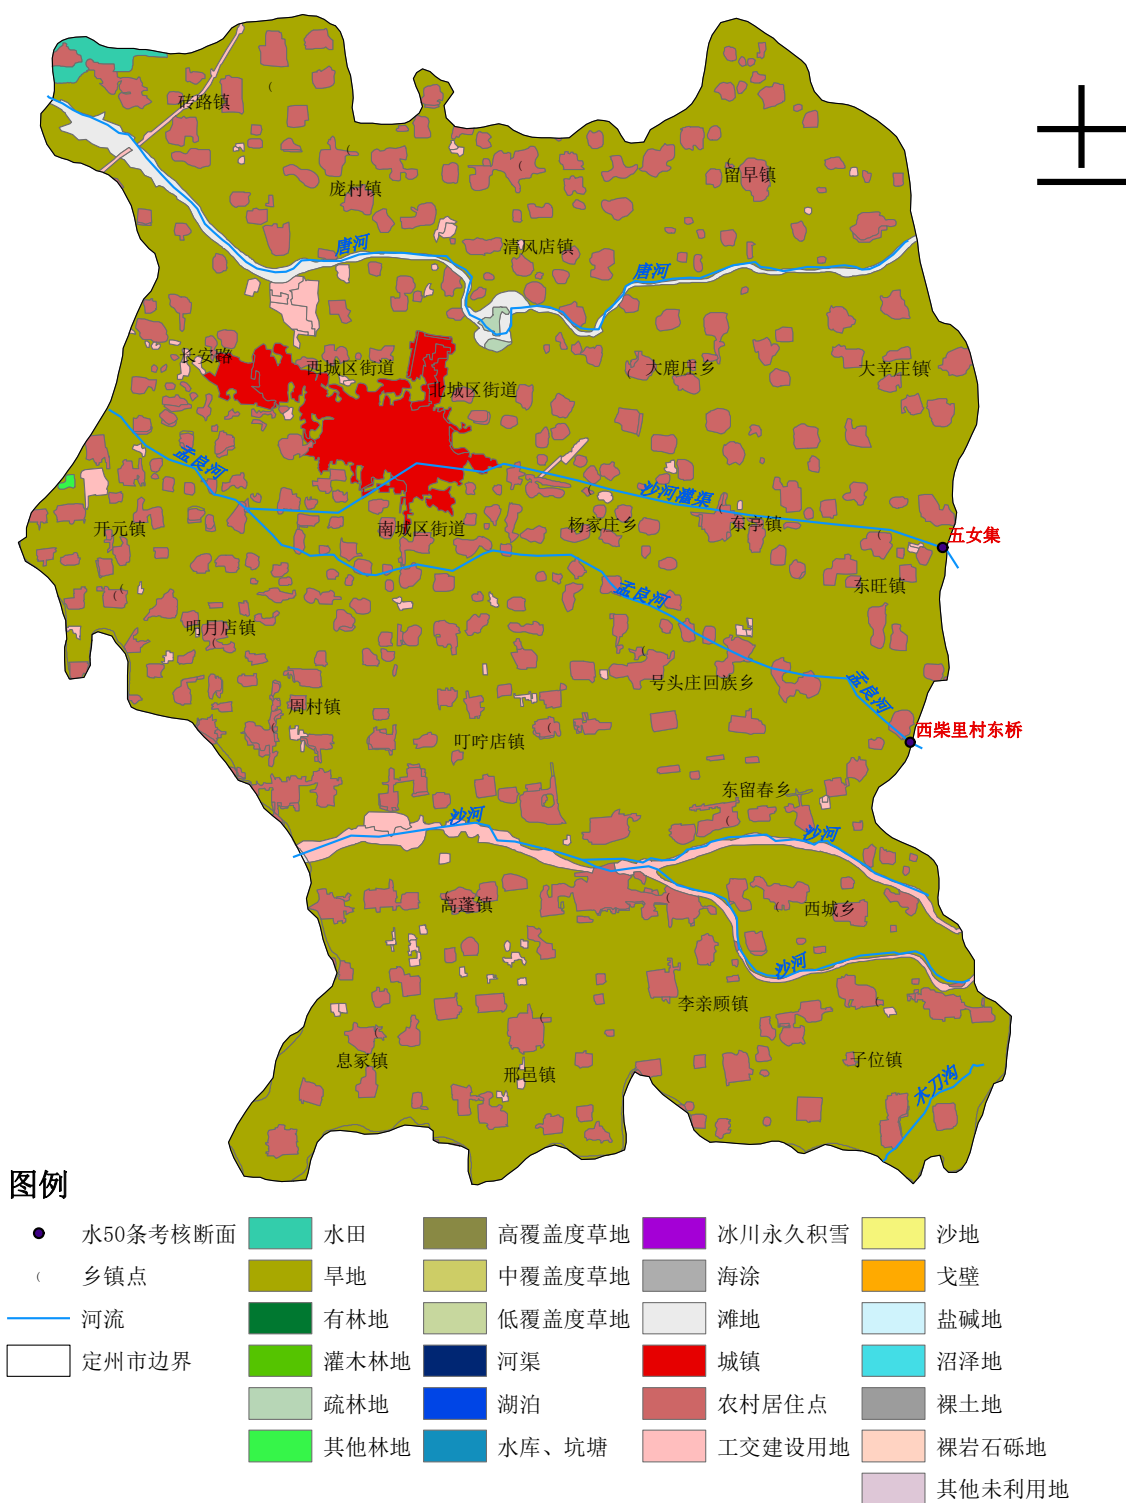 砖路镇
庞村镇
留早镇
清风店镇
唐河
唐河
长安路
西城区街道
北城区街道
大鹿庄乡
大辛庄镇
孟良河
沙河灌渠
开元镇
南城区街道
杨家庄乡
东亭镇
五女集
东旺镇
孟良河
明月店镇
号头庄回族乡
孟良河
周村镇
西柴里村东桥
叮咛店镇
东留春乡
沙河
沙河
高蓬镇
西城乡
沙河
李亲顾镇
息冢镇
邢邑镇
子位镇
木刀沟
图例
水50条考核断面
乡镇点
河流
定州市边界
水田
旱地
有林地
灌木林地
疏林地
其他林地
高覆盖度草地
中覆盖度草地
低覆盖度草地
河渠
湖泊
水库、坑塘
冰川永久积雪
海涂
滩地
城镇
农村居住点
工交建设用地
沙地
戈壁
盐碱地
沼泽地
裸土地
裸岩石砾地
其他未利用地